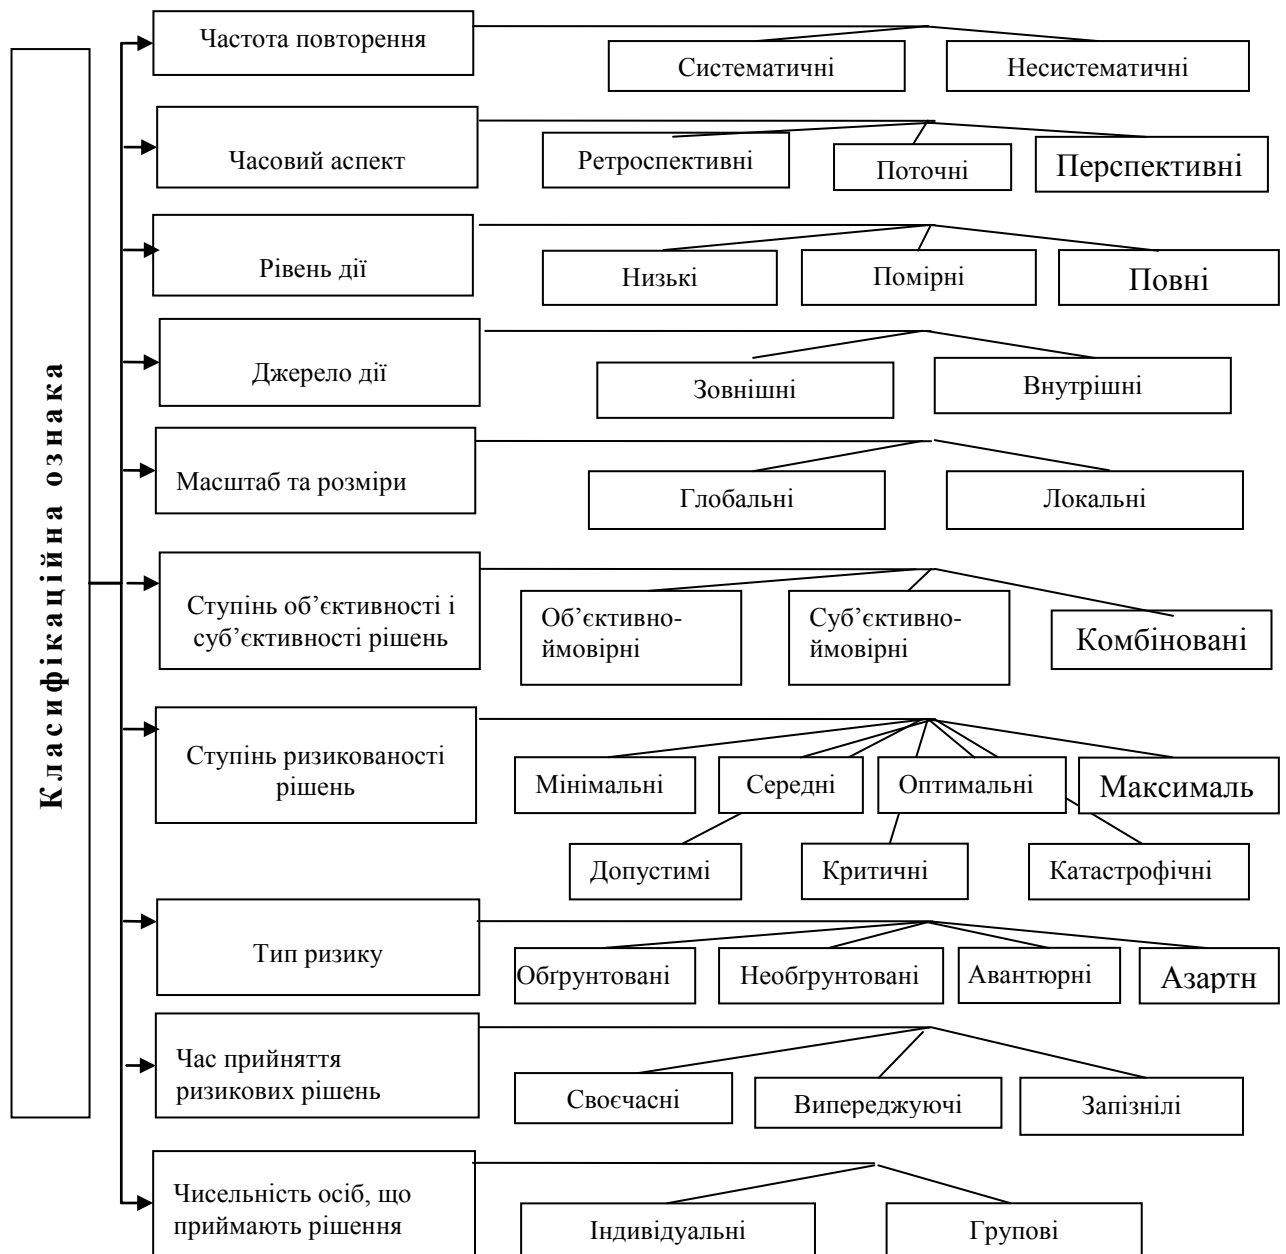 Класифікаційна ознака
Частота повторення
Систематичні
Несистематичні
Часовий аспект
Ретроспективні
Поточні
Перспективні
Рівень дії
Низькі
Помірні
Повні
Джерело дії
Зовнішні
Внутрішні
Масштаб та розміри
Глобальні
Локальні
Ступінь об’єктивності і
суб’єктивності рішень
Об’єктивно-
ймовірні
Суб’єктивно-
ймовірні
Комбіновані
Ступінь ризикованості
рішень
Мінімальні
Середні
Оптимальні
Максималь
Допустимі
Критичні
Катастрофічні
Тип ризику
Обґрунтовані
Необґрунтовані
Авантюрні
Азартн
Час прийняття
ризикових рішень
Своєчасні
Випереджуючі
Запізнілі
Чисельність осіб, що
приймають рішення
Індивідуальні
Групові